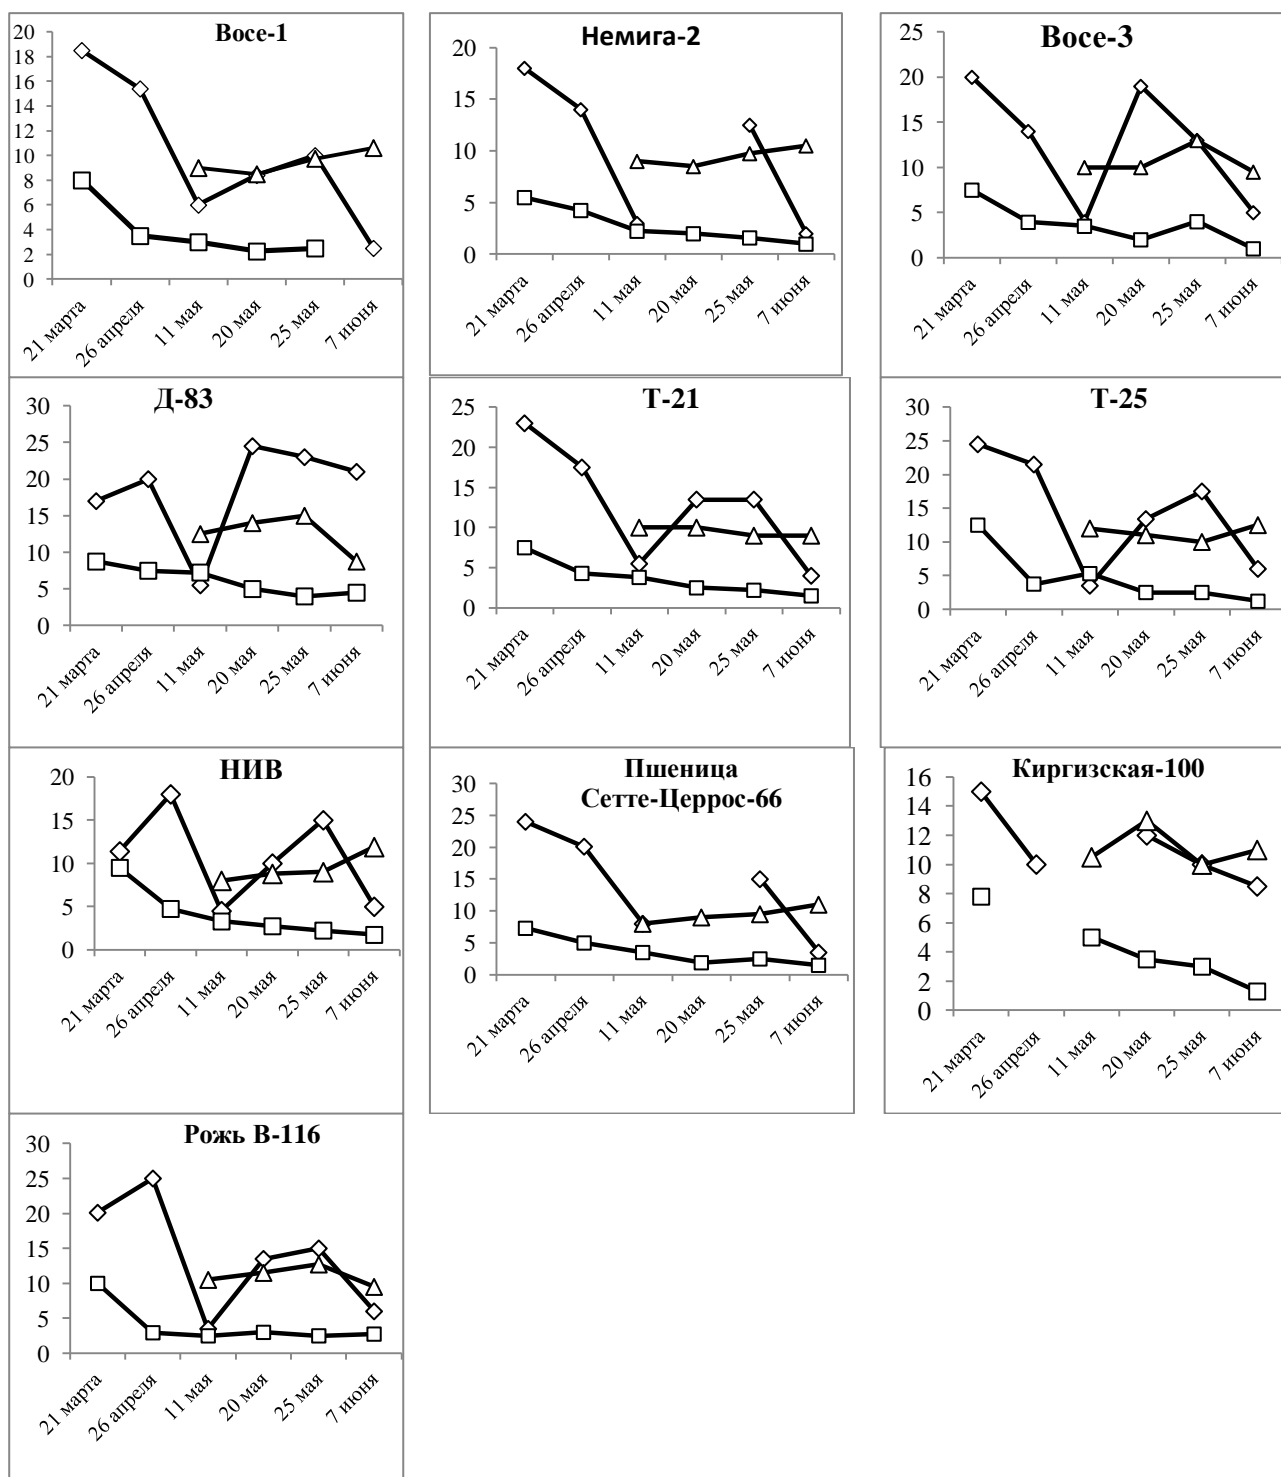 Восе-1
20
18
16
14
12
10
8
6
4
2
0
21 марта
26 апреля
11 мая
20 мая
25 мая
7 июня
Немига-2
20
15
10
5
0
21 марта
26 апреля
11 мая
20 мая
25 мая
7 июня
Восе-3
25
20
15
10
5
0
21 марта
26 апреля
11 мая
20 мая
25 мая
7 июня
Д-83
30
25
20
15
10
5
0
21 марта
26 апреля
11 мая
20 мая
25 мая
7 июня
Т-21
25
20
15
10
5
0
21 марта
26 апреля
11 мая
20 мая
25 мая
7 июня
Т-25
30
25
20
15
10
5
0
21 марта
26 апреля
11 мая
20 мая
25 мая
7 июня
НИВ
20
15
10
5
0
21 марта
26 апреля
11 мая
20 мая
25 мая
7 июня
Пшеница
Сетте-Церрос-66
30
25
20
15
10
5
0
21 марта
26 апреля
11 мая
20 мая
25 мая
7 июня
Киргизская-100
16
14
12
10
8
6
4
2
0
21 марта
26 апреля
11 мая
20 мая
25 мая
7 июня
Рожь В-116
30
25
20
15
10
5
0
21 марта
26 апреля
11 мая
20 мая
25 мая
7 июня